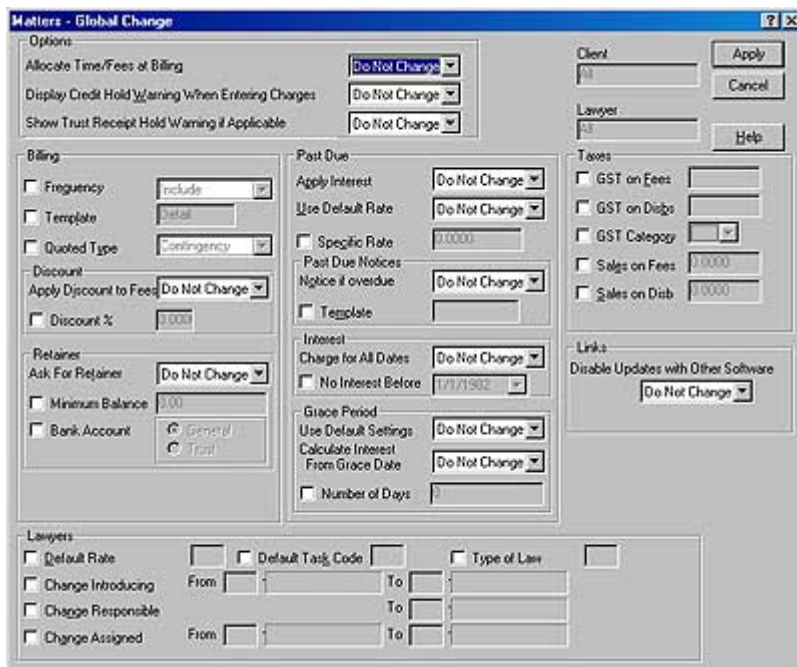 Matters - Global Change
Options
Allocate Time/Fees at Billing Do Not Change
Display Credit Hold Warning When Entering Charges Do Not Change
Show Trust Receipt Hold Warning if Applicable Do Not Change
Client
All
Lawyer
All
Apply
Cancel
Help
Billing
Frequency Include
Template Detail
Quoted Type Contingency
Discount
Apply Discount to Fees Do Not Change
Discount % 0.000
Retainer
Ask For Retainer Do Not Change
Minimum Balance 0.00
Bank Account General
Trust
Past Due
Apply Interest Do Not Change
Use Default Rate Do Not Change
Specific Rate 0.0000
Past Due Notices
Notice if overdue Do Not Change
Template
Interest
Charge for All Dates Do Not Change
No Interest Before 1/1/1982
Grace Period
Use Default Settings Do Not Change
Calculate Interest
From Grace Date Do Not Change
Number of Days 0
Taxes
GST on Fees
GST on Disbs
GST Category
Sales on Fees 0.0000
Sales on Disb 0.0000
Links
Disable Updates with Other Software
Do Not Change
Lawyers
Default Rate Default Task Code Type of Law
Change Introducing From To
Change Responsible To
Change Assigned From To